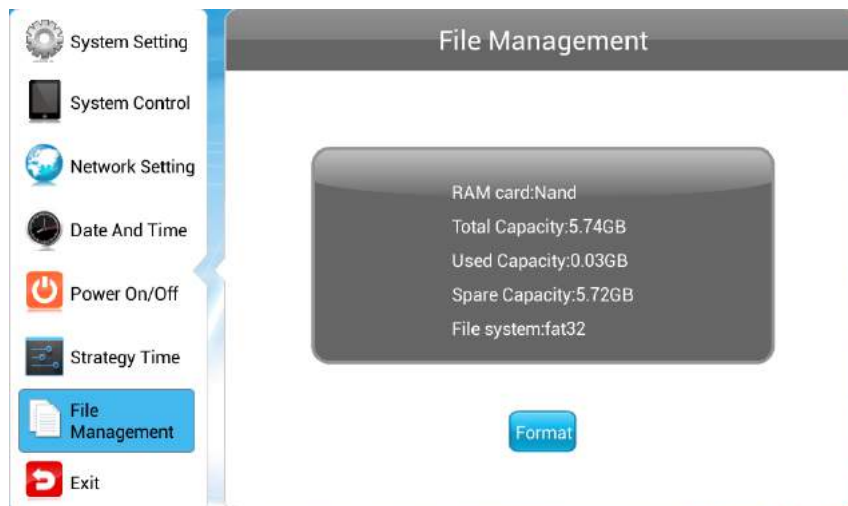 System Setting
System Control
Network Setting
Date And Time
Power On/Off
Strategy Time
File
Management
Exit
File Management
RAM card:Nand
Total Capacity:5.74GB
Used Capacity:0.03GB
Spare Capacity:5.72GB
File system:fat32
Format